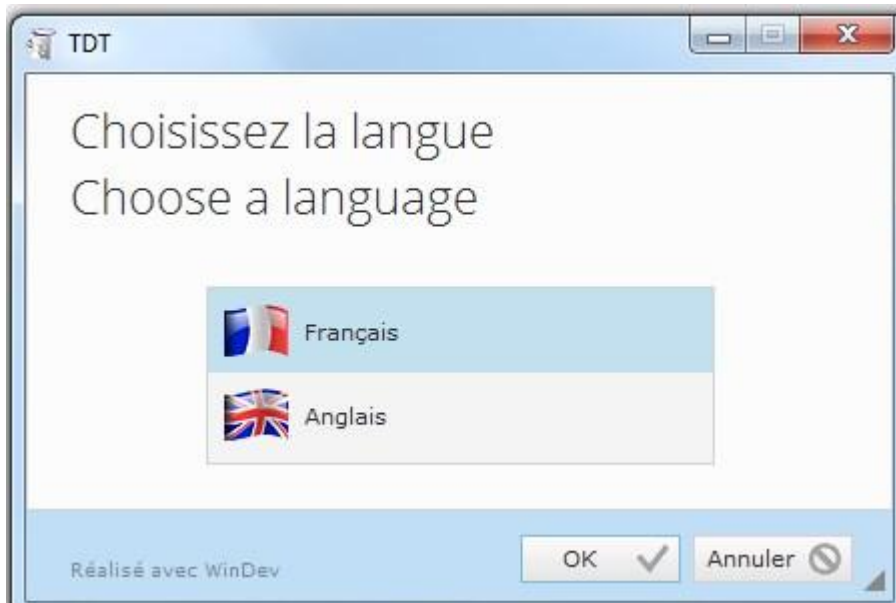 TDT
Choisissez la langue
Choose a language
Français
Anglais
Réalisé avec WinDev
OK
Annuler